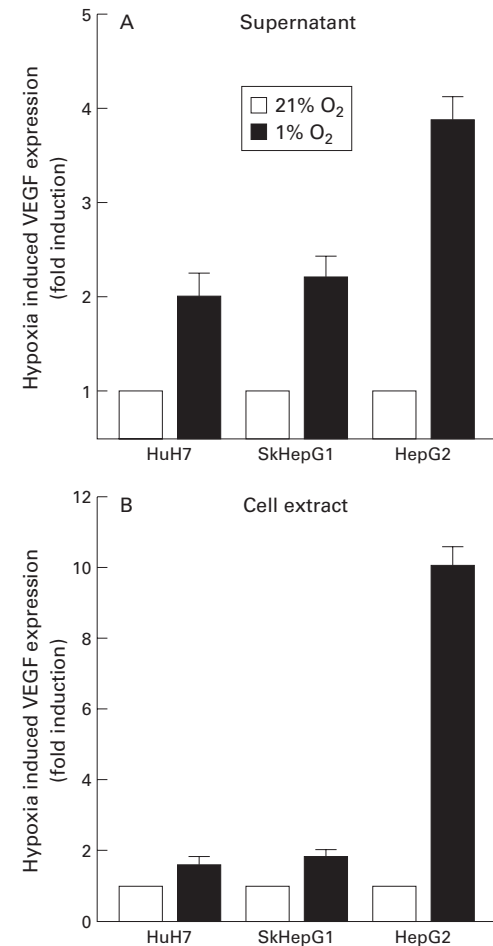 A
Supernatant
Hypoxia induced VEGF expression
(fold induction)
5
4
3
2
1
21% O₂
1% O₂
HuH7
SkHepG1
HepG2
B
Cell extract
Hypoxia induced VEGF expression
(fold induction)
12
10
8
6
4
2
0
HuH7
SkHepG1
HepG2